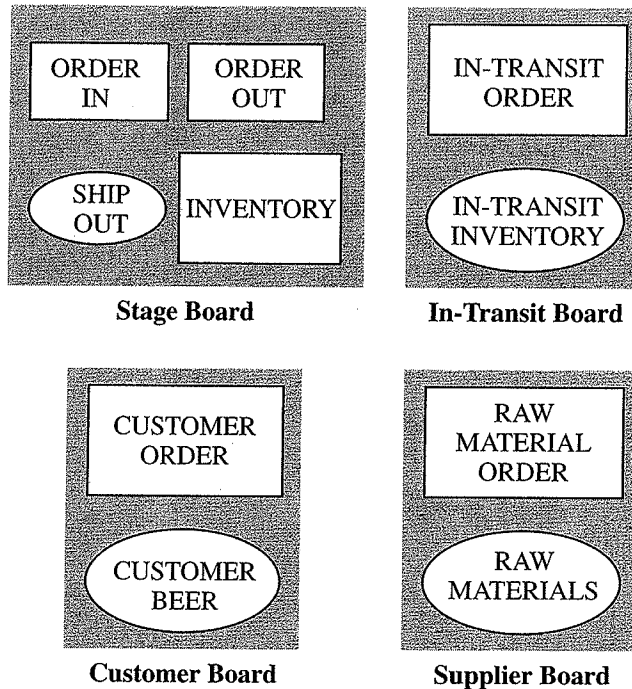 ORDER
IN
ORDER
OUT
SHIP
OUT
INVENTORY
Stage Board
IN-TRANSIT
ORDER
IN-TRANSIT
INVENTORY
In-Transit Board
CUSTOMER
ORDER
CUSTOMER
BEER
Customer Board
RAW
MATERIAL
ORDER
RAW
MATERIALS
Supplier Board